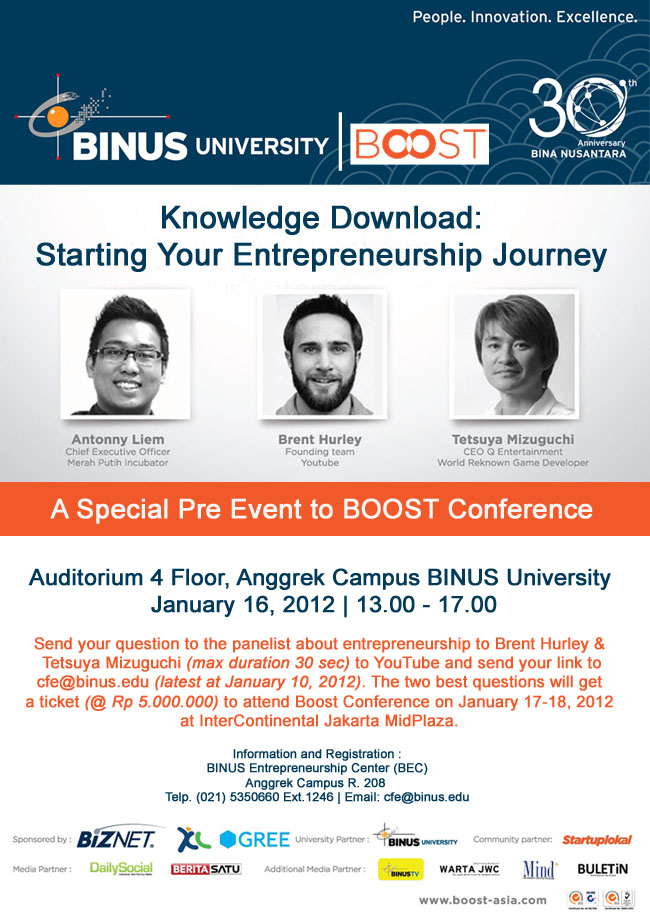 People. Innovation. Excellence.
BINUS UNIVERSITY
BOOST
30th
Anniversary
BINA NUSANTARA
Knowledge Download:
Starting Your Entrepreneurship Journey
Antonny Liem
Chief Executive Officer
Merah Putih Incubator
Brent Hurley
Founding team
Youtube
Tetsuya Mizuguchi
CEO Q Entertainment
World Reknown Game Developer
A Special Pre Event to BOOST Conference
Auditorium 4 Floor, Anggrek Campus BINUS University
January 16, 2012 | 13.00 - 17.00
Send your question to the panelist about entrepreneurship to Brent Hurley &
Tetsuya Mizuguchi (max duration 30 sec) to YouTube and send your link to
cfe@binus.edu (latest at January 10, 2012). The two best questions will get
a ticket (@ Rp 5.000.000) to attend Boost Conference on January 17-18, 2012
at InterContinental Jakarta MidPlaza.
Information and Registration :
BINUS Entrepreneurship Center (BEC)
Anggrek Campus R. 208
Telp. (021) 5350660 Ext.1246 | Email: cfe@binus.edu
Sponsored by : BiZNET. XL GREE University Partner : BINUS UNIVERSITY Community partner: Startuplokal
Media Partner : DailySocial BERITA SATU Additional Media Partner : BINUS TV WARTA JWC Mind+ BULETiN
www.boost-asia.com